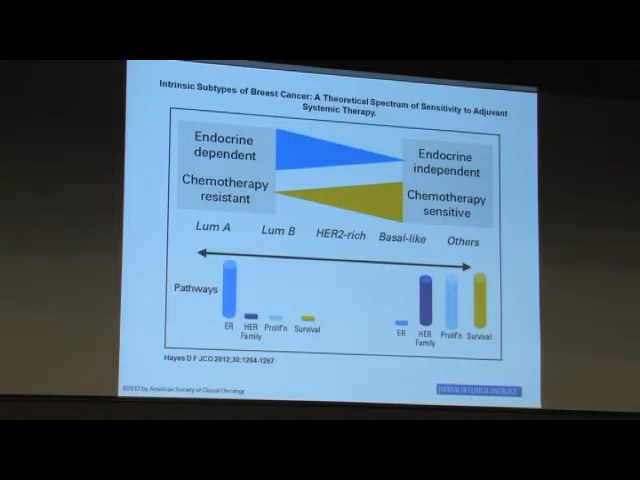 Intrinsic Subtypes of Breast Cancer: A Theoretical Spectrum of Sensitivity to Adjuvant
Systemic Therapy.
Endocrine
dependent
Endocrine
independent
Chemotherapy
resistant
Chemotherapy
sensitive
Lum A Lum B HER2-rich Basal-like Others
Pathways
ER HER Family Prolif'n Survival
ER HER Family Prolif'n Survival
Hayes D F JCO 2012;30:1264-1267
©2012 by American Society of Clinical Oncology
JOURNAL OF CLINICAL ONCOLOGY